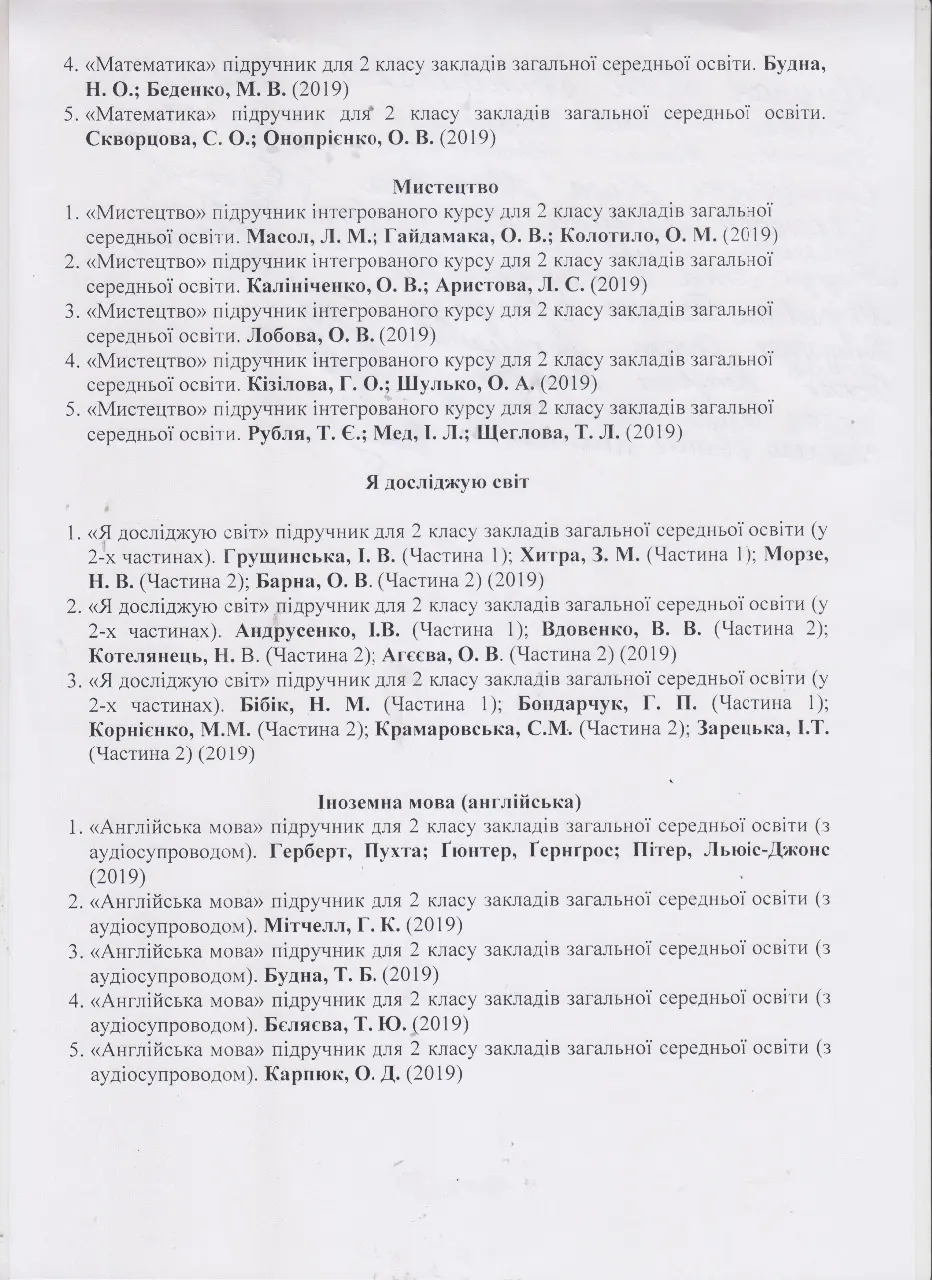 4. «Математика» підручник для 2 класу закладів загальної середньої освіти. Будна,
Н. О.; Беденко, М. В. (2019)
5. «Математика» підручник для 2 класу закладів загальної середньої освіти.
Скворцова, С. О.; Онопрієнко, О. В. (2019)
Мистецтво
1. «Мистецтво» підручник інтегрованого курсу для 2 класу закладів загальної
середньої освіти. Масол, Л. М.; Гайдамака, О. В.; Колотило, О. М. (2019)
2. «Мистецтво» підручник інтегрованого курсу для 2 класу закладів загальної
середньої освіти. Калініченко, О. В.; Аристова, Л. С. (2019)
3. «Мистецтво» підручник інтегрованого курсу для 2 класу закладів загальної
середньої освіти. Лобова, О. В. (2019)
4. «Мистецтво» підручник інтегрованого курсу для 2 класу закладів загальної
середньої освіти. Кізілова, Г. О.; Шулько, О. А. (2019)
5. «Мистецтво» підручник інтегрованого курсу для 2 класу закладів загальної
середньої освіти. Рубля, Т. Є.; Мед, І. Л.; Щеглова, Т. Л. (2019)
Я досліджую світ
1. «Я досліджую світ» підручник для 2 класу закладів загальної середньої освіти (у
2-х частинах). Грущинська, І. В. (Частина 1); Хитра, З. М. (Частина 1); Морзе,
Н. В. (Частина 2); Барна, О. В. (Частина 2) (2019)
2. «Я досліджую світ» підручник для 2 класу закладів загальної середньої освіти (у
2-х частинах). Андрусенко, І.В. (Частина 1); Вдовенко, В. В. (Частина 2);
Котелянець, Н. В. (Частина 2); Агєєва, О. В. (Частина 2) (2019)
3. «Я досліджую світ» підручник для 2 класу закладів загальної середньої освіти (у
2-х частинах). Бібік, Н. М. (Частина 1); Бондарчук, Г. П. (Частина 1);
Корнієнко, М.М. (Частина 2); Крамаровська, С.М. (Частина 2); Зарецька, І.Т.
(Частина 2) (2019)
Іноземна мова (англійська)
1. «Англійська мова» підручник для 2 класу закладів загальної середньої освіти (з
аудіосупроводом). Герберт, Пухта; Ґюнтер, Ґернґрос; Пітер, Льюіс-Джонс
(2019)
2. «Англійська мова» підручник для 2 класу закладів загальної середньої освіти (з
аудіосупроводом). Мітчелл, Г. К. (2019)
3. «Англійська мова» підручник для 2 класу закладів загальної середньої освіти (з
аудіосупроводом). Будна, Т. Б. (2019)
4. «Англійська мова» підручник для 2 класу закладів загальної середньої освіти (з
аудіосупроводом). Бєляєва, Т. Ю. (2019)
5. «Англійська мова» підручник для 2 класу закладів загальної середньої освіти (з
аудіосупроводом). Карпюк, О. Д. (2019)